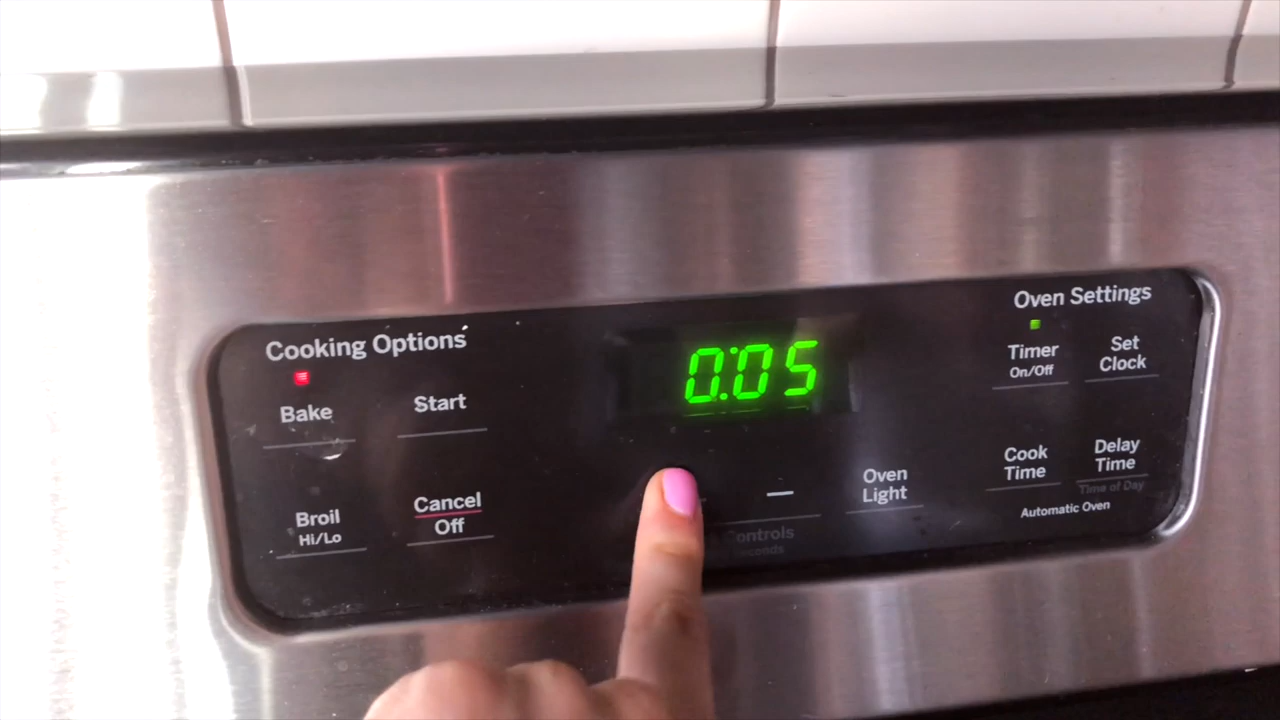 Cooking Options
Bake
Start
Broil
Hi/Lo
Cancel
Off
0:05
—
Controls
Oven
Light
Oven Settings
Timer
On/Off
Set
Clock
Cook
Time
Delay
Time
Time of Day
Automatic Oven